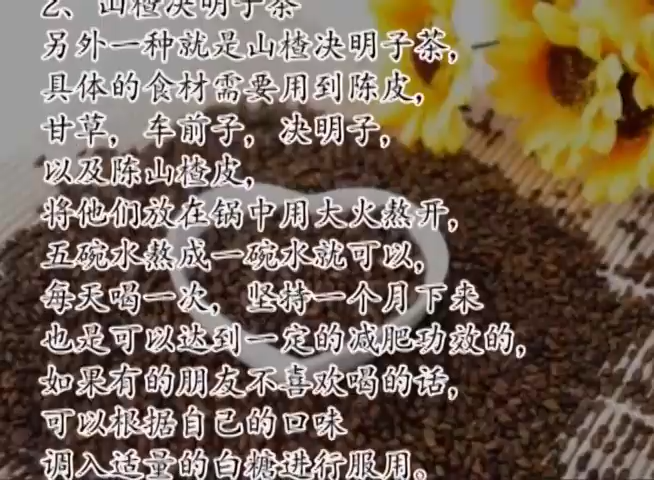 2、山楂决明子茶
另外一种就是山楂决明子茶，
具体的食材需要用到陈皮，
甘草，车前子，决明子，
以及陈山楂皮，
将他们放在锅中用大火熬开，
五碗水熬成一碗水就可以，
每天喝一次，坚持一个月下来
也是可以达到一定的减肥功效的，
如果有的朋友不喜欢喝的话，
可以根据自己的口味
调入适量的白糖进行服用。